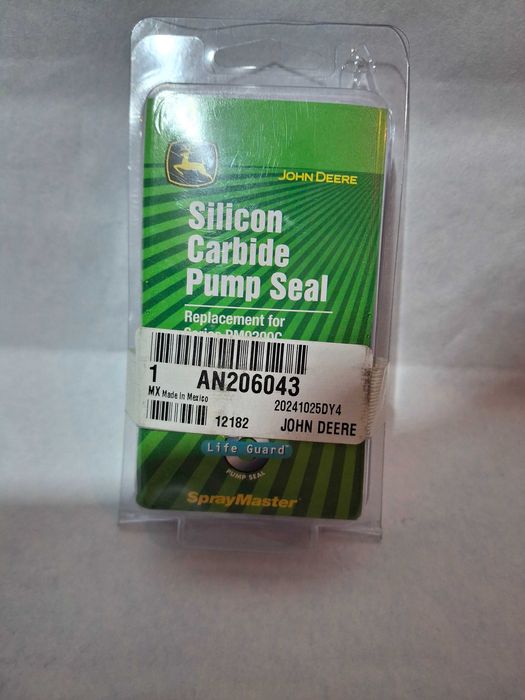 JOHN DEERE
Silicon
Carbide
Pump Seal
Replacement for
1 AN206043
MX Made in Mexico
20241025DY4
12182
JOHN DEERE
Life Guard™
PUMP SEAL
SprayMaster